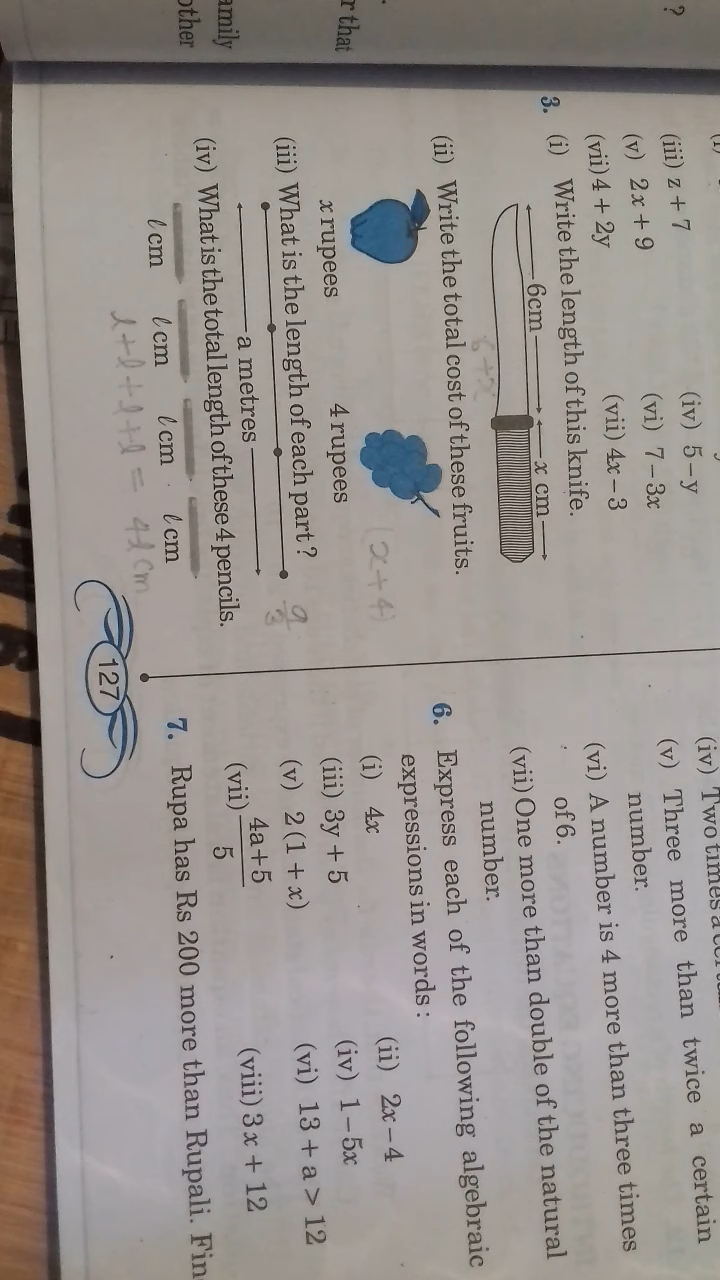 ?
r that
amily
other
(iii) z + 7
(iv) 5 – y
(v) 2x + 9
(vi) 7 – 3x
(vii) 4 + 2y
(vii) 4x – 3
3. (i) Write the length of this knife.
6cm
x cm
6+x
(ii) Write the total cost of these fruits.
(x+4)
x rupees
4 rupees
(iii) What is the length of each part?
a/3
a metres
(iv) What is the total length of these 4 pencils.
l cm
l cm
l cm
l cm
l+l+l+l = 4l cm
127
(iv) Two times a
(v) Three more than twice a certain
number.
(vi) A number is 4 more than three times
of 6.
(vii) One more than double of the natural
number.
6. Express each of the following algebraic
expressions in words :
(i) 4x
(ii) 2x – 4
(iii) 3y + 5
(iv) 1 – 5x
(v) 2 (1 + x)
(vi) 13 + a > 12
(vii) 4a+5/5
(viii) 3x + 12
7. Rupa has Rs 200 more than Rupali.